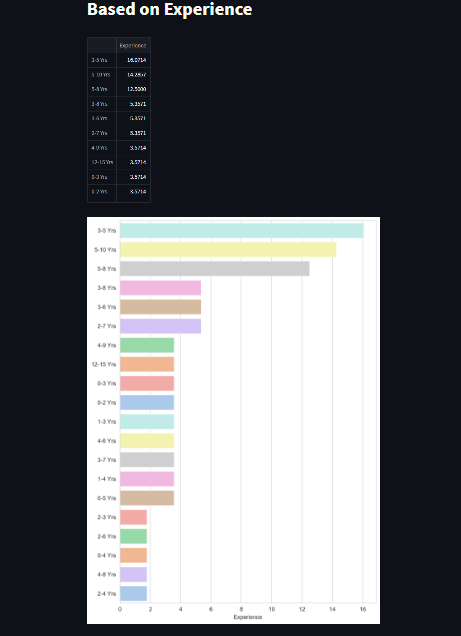 Based on Experience
Experience
3-5 Yrs 16.0714
5-10 Yrs 14.2857
5-8 Yrs 12.5000
3-8 Yrs 5.3571
3-6 Yrs 5.3571
2-7 Yrs 5.3571
4-9 Yrs 3.5714
12-15 Yrs 3.5714
0-3 Yrs 3.5714
0-2 Yrs 3.5714
3-5 Yrs
5-10 Yrs
5-8 Yrs
3-8 Yrs
3-6 Yrs
2-7 Yrs
4-9 Yrs
12-15 Yrs
0-3 Yrs
0-2 Yrs
1-3 Yrs
4-6 Yrs
3-7 Yrs
1-4 Yrs
Yrs
2-3 Yrs
2-6 Yrs
0-4 Yrs
4-8 Yrs
2-4 Yrs
0 2 4 6 8 10 12 14 16
Experience